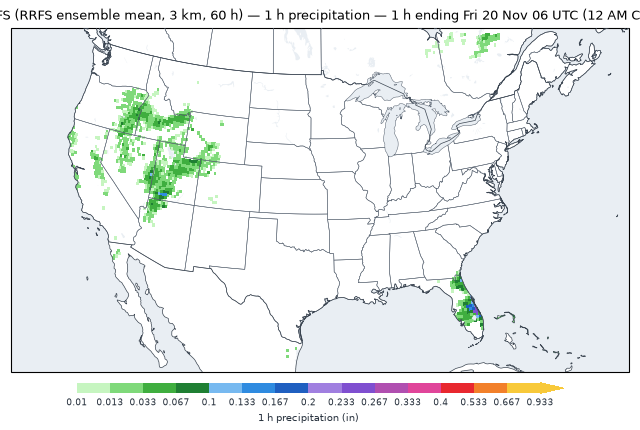 FS (RRFS ensemble mean, 3 km, 60 h) — 1 h precipitation — 1 h ending Fri 20 Nov 06 UTC (12 AM C
0.01 0.013 0.033 0.067 0.1 0.133 0.167 0.2 0.233 0.267 0.333 0.4 0.533 0.667 0.933
1 h precipitation (in)